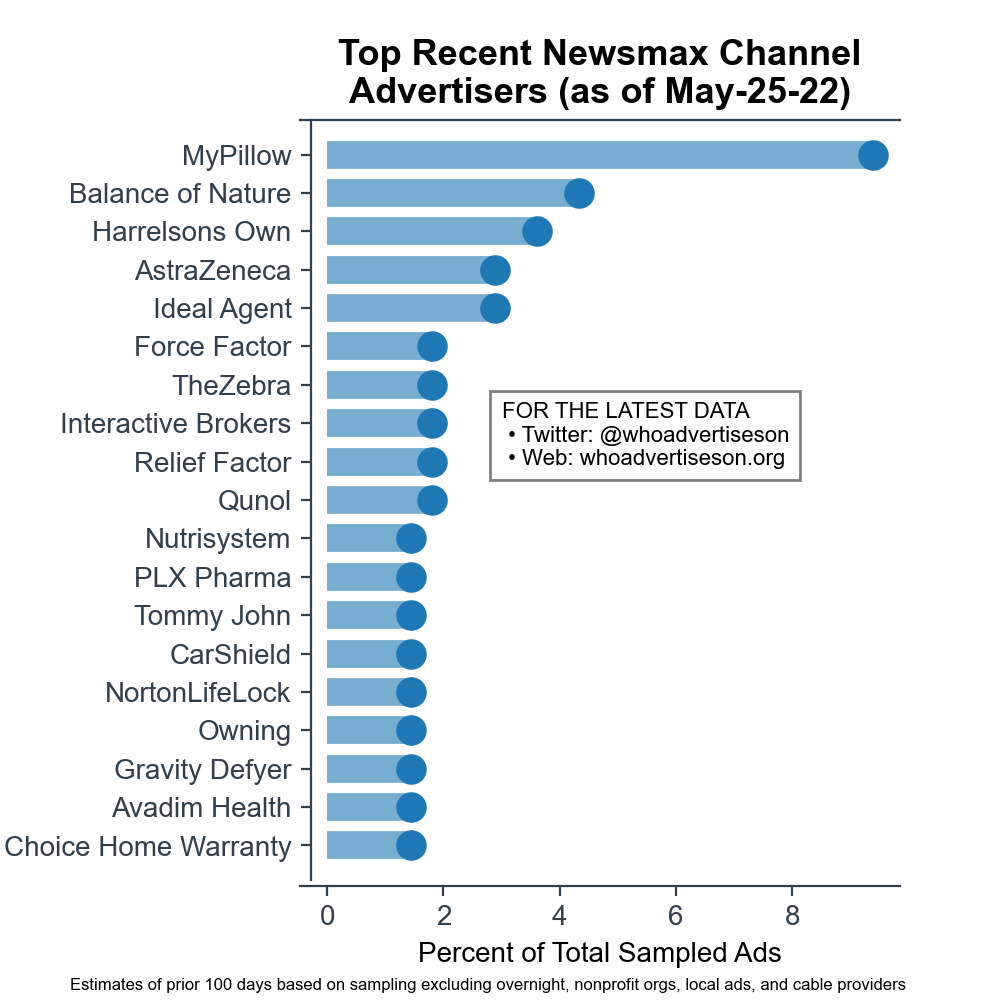 Top Recent Newsmax Channel
Advertisers (as of May-25-22)
MyPillow
Balance of Nature
Harrelsons Own
AstraZeneca
Ideal Agent
Force Factor
TheZebra
Interactive Brokers
Relief Factor
Qunol
Nutrisystem
PLX Pharma
Tommy John
CarShield
NortonLifeLock
Owning
Gravity Defyer
Avadim Health
Choice Home Warranty
FOR THE LATEST DATA
• Twitter: @whoadvertiseson
• Web: whoadvertiseson.org
0 2 4 6 8
Percent of Total Sampled Ads
Estimates of prior 100 days based on sampling excluding overnight, nonprofit orgs, local ads, and cable providers